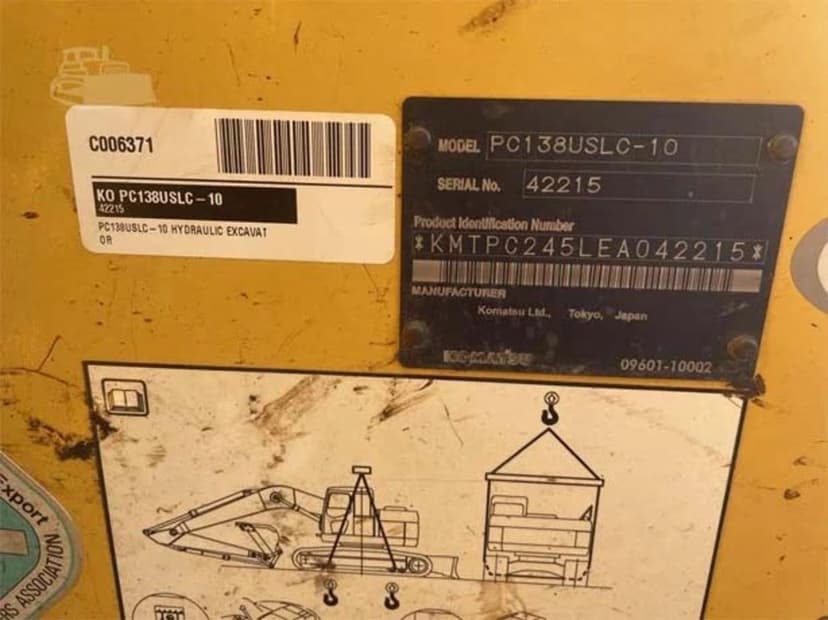 C006371
KO PC138USLC-10
42215
PC138USLC-10 HYDRAULIC EXCAVAT
OR
MODEL PC138USLC-10
SERIAL No. 42215
Product Identification Number
*KMTPC245LEA042215*
MANUFACTURER
Komatsu Ltd., Tokyo, Japan
KOMATSU
09601-10002
Export
RS ASSOCIATION